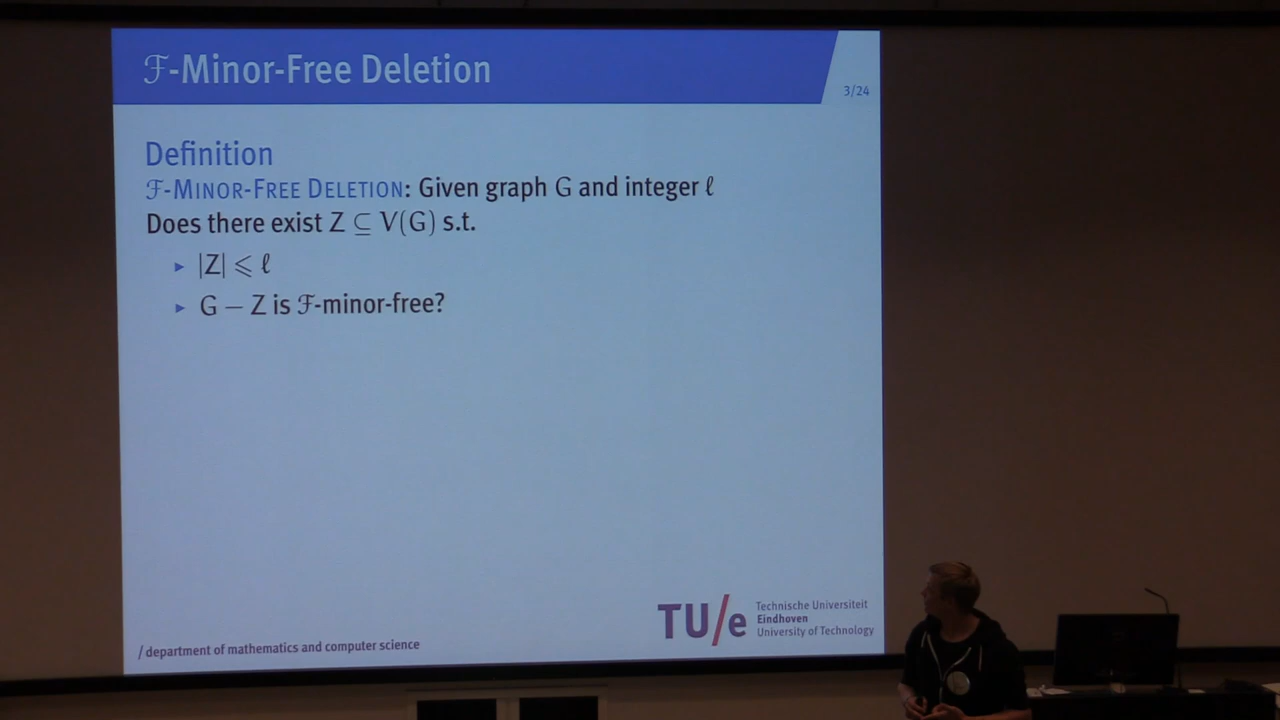 ℱ-Minor-Free Deletion
3/24
Definition
ℱ-MINOR-FREE DELETION: Given graph G and integer ℓ
Does there exist Z ⊆ V(G) s.t.
▸ |Z| ⩽ ℓ
▸ G − Z is ℱ-minor-free?
TU/e
Technische Universiteit
Eindhoven
University of Technology
/ department of mathematics and computer science